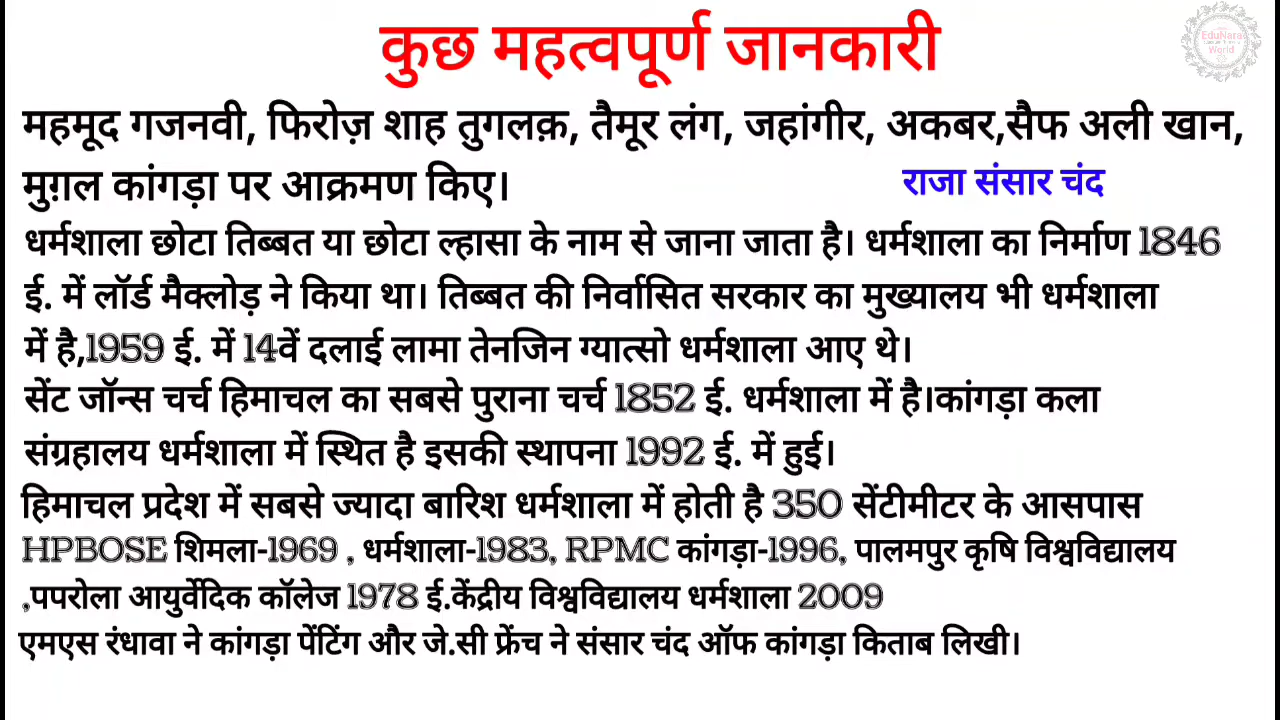 कुछ महत्वपूर्ण जानकारी
EduNarad
World
महमूद गजनवी, फिरोज़ शाह तुगलक़, तैमूर लंग, जहांगीर, अकबर,सैफ अली खान,
मुग़ल कांगड़ा पर आक्रमण किए।
राजा संसार चंद
धर्मशाला छोटा तिब्बत या छोटा ल्हासा के नाम से जाना जाता है। धर्मशाला का निर्माण 1846
ई. में लॉर्ड मैक्लोड़ ने किया था। तिब्बत की निर्वासित सरकार का मुख्यालय भी धर्मशाला
में है,1959 ई. में 14वें दलाई लामा तेनजिन ग्यात्सो धर्मशाला आए थे।
सेंट जॉन्स चर्च हिमाचल का सबसे पुराना चर्च 1852 ई. धर्मशाला में है।कांगड़ा कला
संग्रहालय धर्मशाला में स्थित है इसकी स्थापना 1992 ई. में हुई।
हिमाचल प्रदेश में सबसे ज्यादा बारिश धर्मशाला में होती है 350 सेंटीमीटर के आसपास
HPBOSE शिमला-1969 , धर्मशाला-1983, RPMC कांगड़ा-1996, पालमपुर कृषि विश्वविद्यालय
,पपरोला आयुर्वेदिक कॉलेज 1978 ई.केंद्रीय विश्वविद्यालय धर्मशाला 2009
एमएस रंधावा ने कांगड़ा पेंटिंग और जे.सी फ्रेंच ने संसार चंद ऑफ कांगड़ा किताब लिखी।